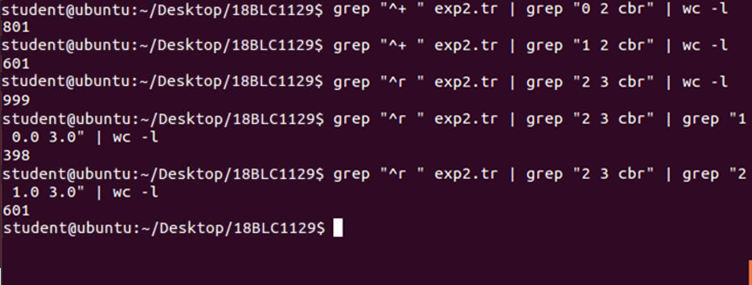 student@ubuntu:~/Desktop/18BLC1129$ grep "^+ " exp2.tr | grep "0 2 cbr" | wc -l
801
student@ubuntu:~/Desktop/18BLC1129$ grep "^+ " exp2.tr | grep "1 2 cbr" | wc -l
601
student@ubuntu:~/Desktop/18BLC1129$ grep "^r " exp2.tr | grep "2 3 cbr" | wc -l
999
student@ubuntu:~/Desktop/18BLC1129$ grep "^r " exp2.tr | grep "2 3 cbr" | grep "1
 0.0 3.0" | wc -l
398
student@ubuntu:~/Desktop/18BLC1129$ grep "^r " exp2.tr | grep "2 3 cbr" | grep "2
 1.0 3.0" | wc -l
601
student@ubuntu:~/Desktop/18BLC1129$